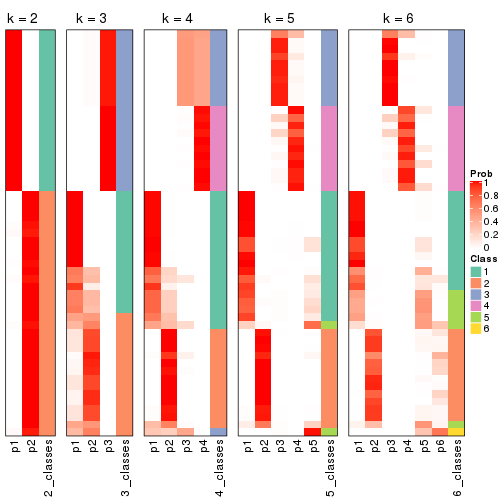 k = 2
k = 3
k = 4
k = 5
k = 6
Prob
1
0.8
0.6
0.4
0.2
0
Class
1
2
3
4
5
6
p1
p2
2_classes
p1
p2
p3
3_classes
p1
p2
p3
p4
4_classes
p1
p2
p3
p4
p5
5_classes
p1
p2
p3
p4
p5
p6
6_classes